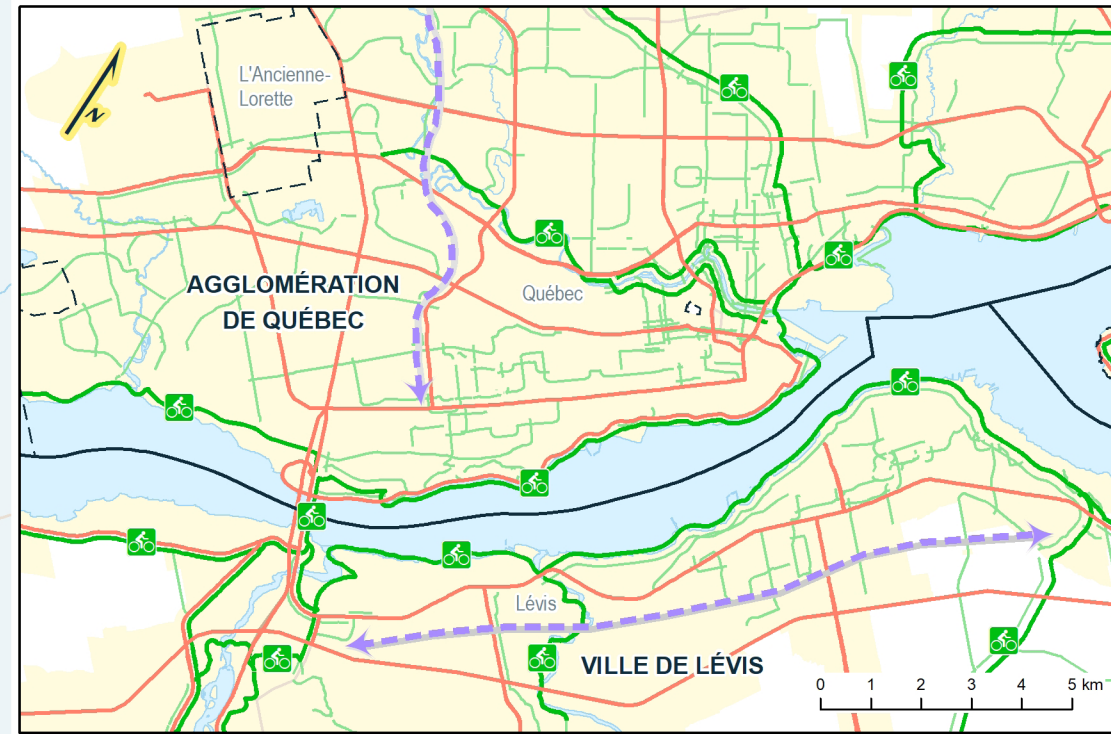 L'Ancienne-
Lorette
N
AGGLOMÉRATION
DE QUÉBEC
Québec
Lévis
VILLE DE LÉVIS
0 1 2 3 4 5 km